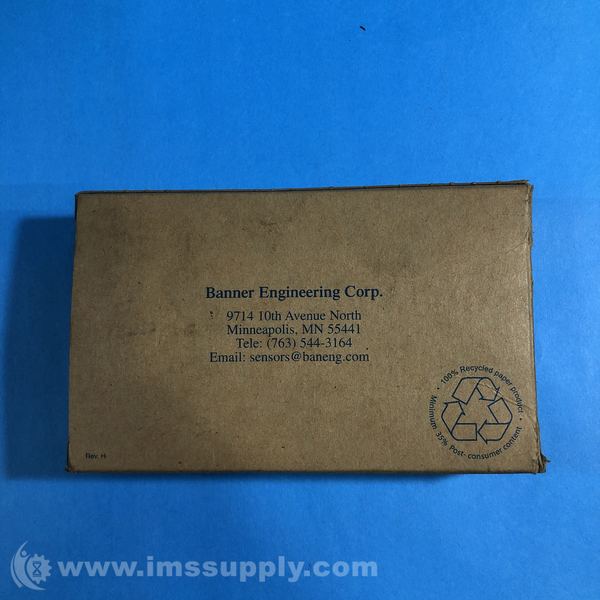 Banner Engineering Corp.
9714 10th Avenue North
Minneapolis, MN 55441
Tele: (763) 544-3164
Email: sensors@baneng.com
• 100% Recycled paper product •
Minimum 35% Post-consumer content
Rev. H
www.imssupply.com